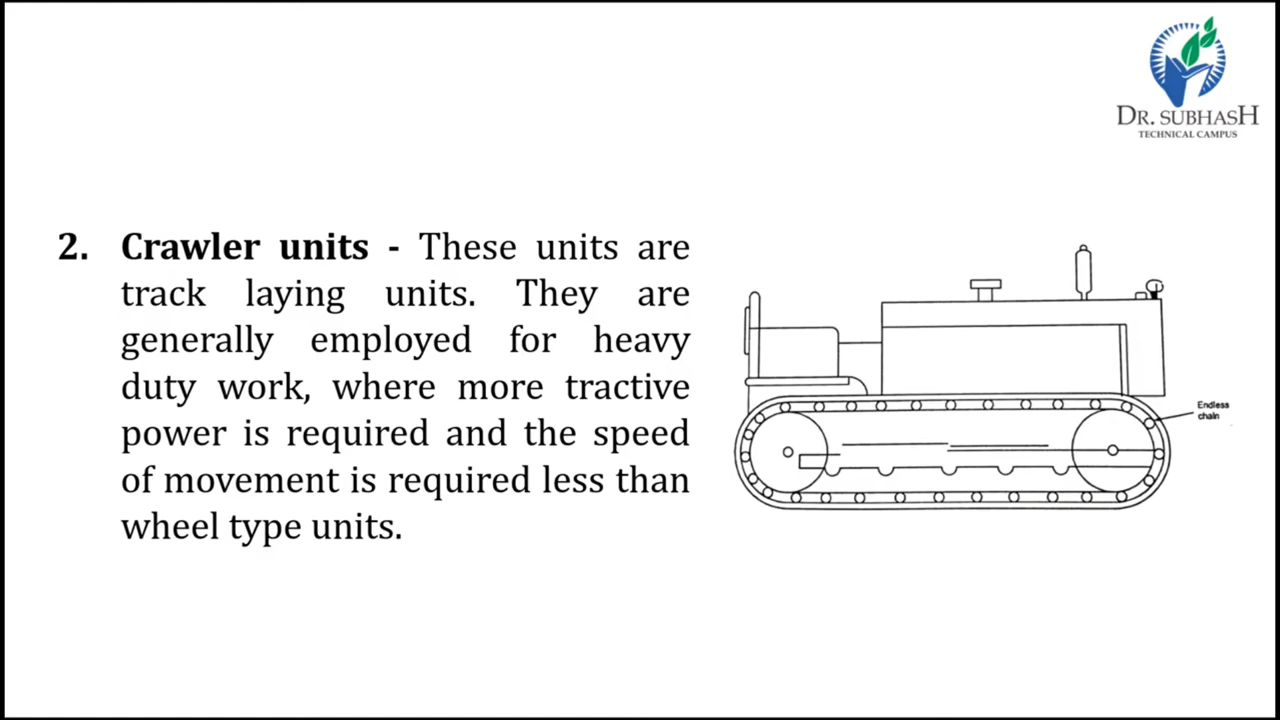 DR. SUBHASH
TECHNICAL CAMPUS
2. Crawler units - These units are
track laying units. They are
generally employed for heavy
duty work, where more tractive
power is required and the speed
of movement is required less than
wheel type units.
Endless
chain